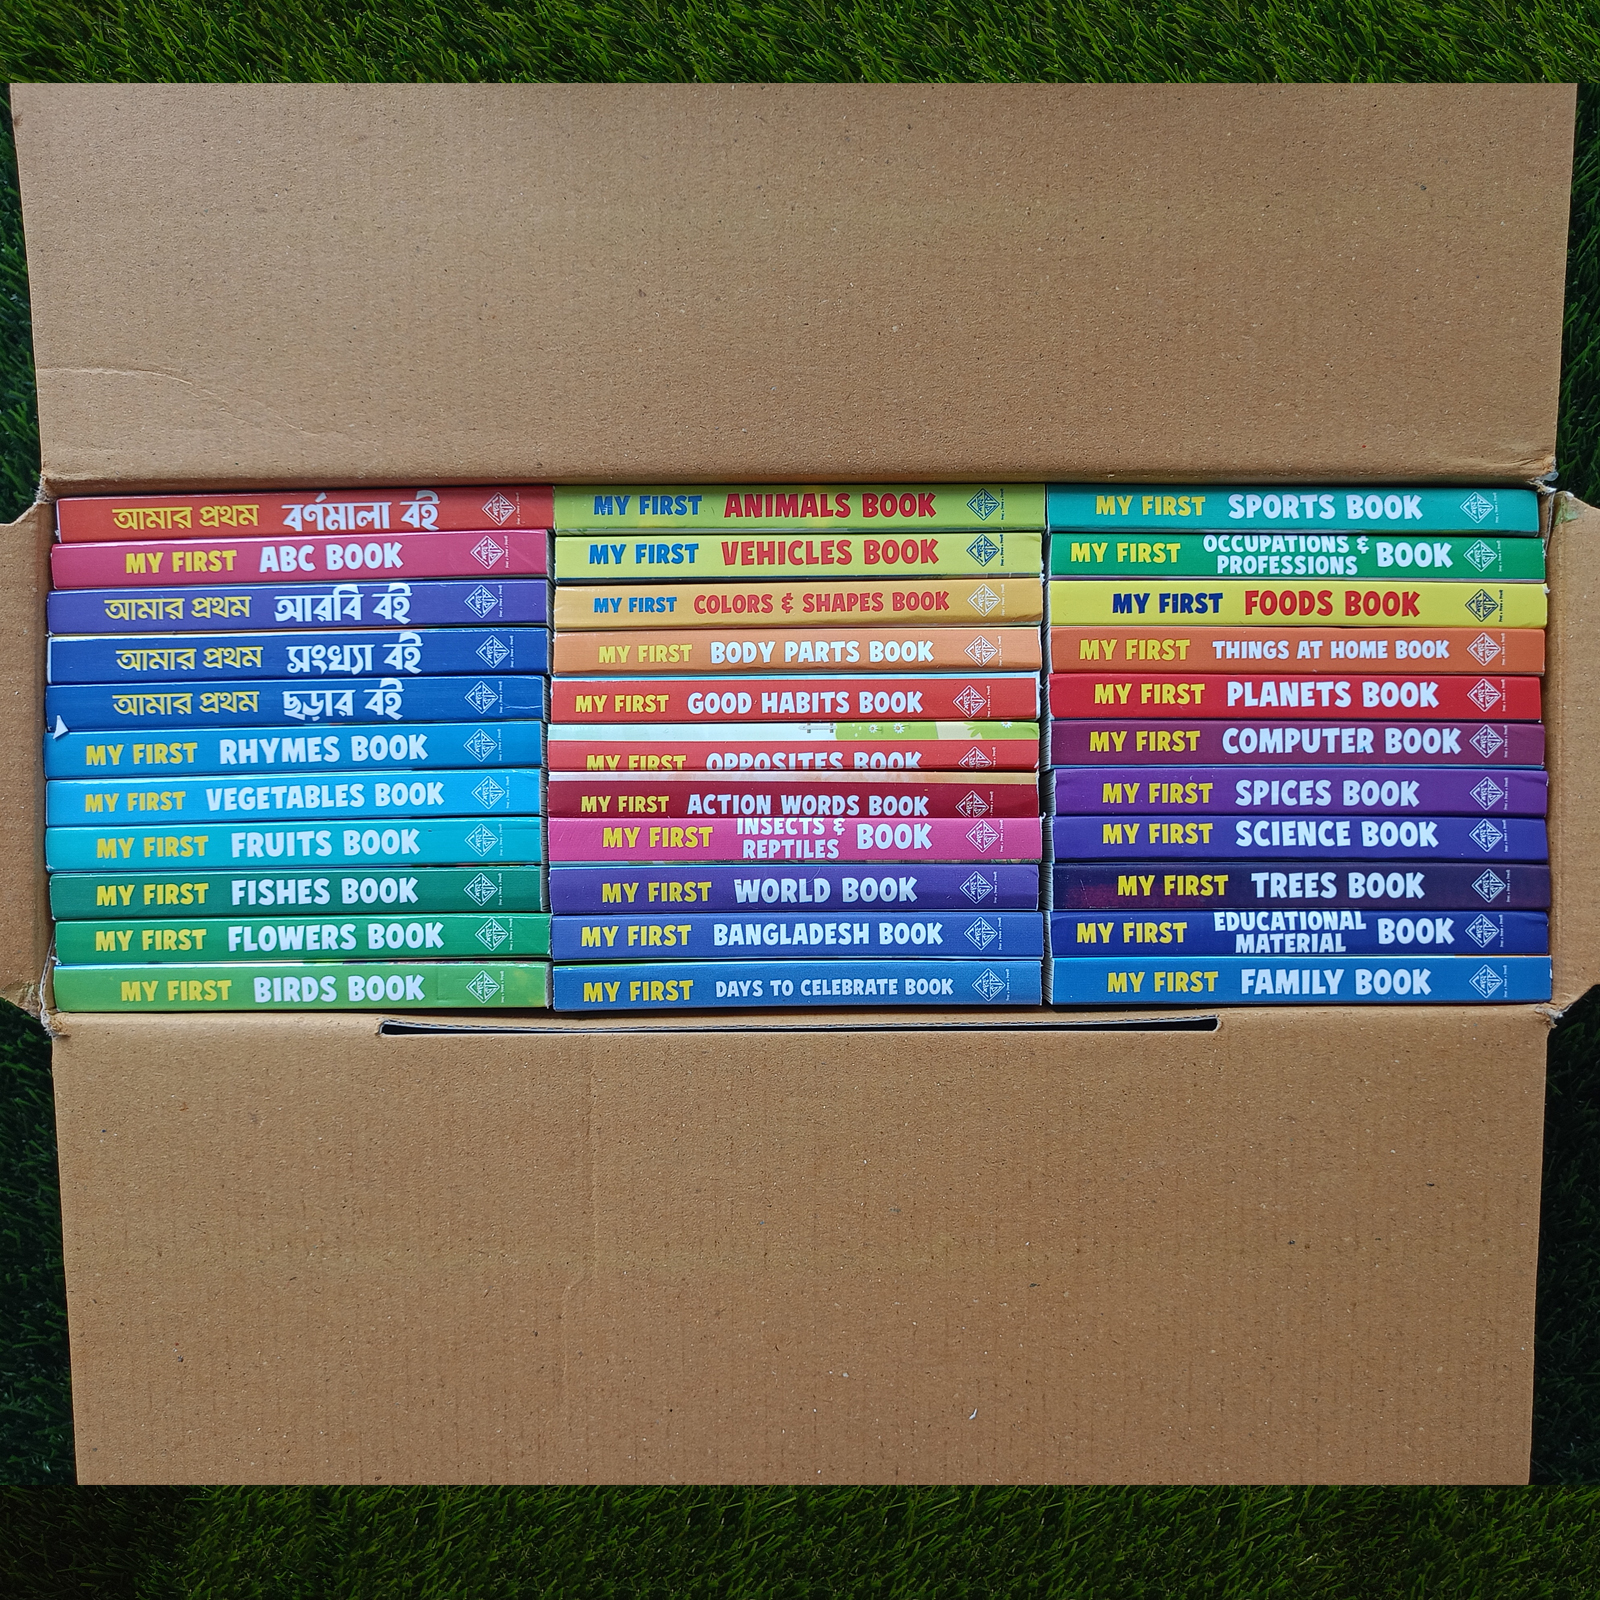 আমার প্রথম বর্ণমালা বই
MY FIRST ABC BOOK
আমার প্রথম আরবি বই
আমার প্রথম সংখ্যা বই
আমার প্রথম ছড়ার বই
MY FIRST RHYMES BOOK
MY FIRST VEGETABLES BOOK
MY FIRST FRUITS BOOK
MY FIRST FISHES BOOK
MY FIRST FLOWERS BOOK
MY FIRST BIRDS BOOK
MY FIRST ANIMALS BOOK
MY FIRST VEHICLES BOOK
MY FIRST COLORS & SHAPES BOOK
MY FIRST BODY PARTS BOOK
MY FIRST GOOD HABITS BOOK
MY FIRST OPPOSITES BOOK
MY FIRST ACTION WORDS BOOK
MY FIRST INSECTS & REPTILES BOOK
MY FIRST WORLD BOOK
MY FIRST BANGLADESH BOOK
MY FIRST DAYS TO CELEBRATE BOOK
MY FIRST SPORTS BOOK
MY FIRST OCCUPATIONS & PROFESSIONS BOOK
MY FIRST FOODS BOOK
MY FIRST THINGS AT HOME BOOK
MY FIRST PLANETS BOOK
MY FIRST COMPUTER BOOK
MY FIRST SPICES BOOK
MY FIRST SCIENCE BOOK
MY FIRST TREES BOOK
MY FIRST EDUCATIONAL MATERIAL BOOK
MY FIRST FAMILY BOOK